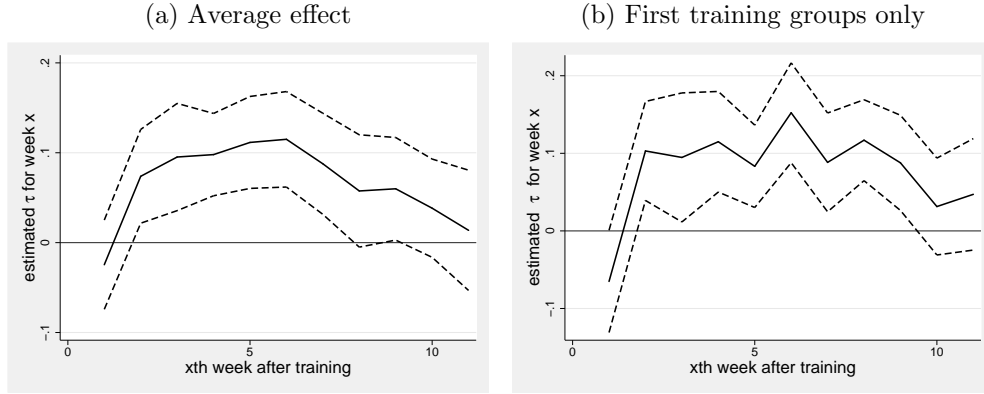 (a) Average effect
estimated τ for week x
.2
.1
0
-.1
0 5 10
xth week after training
(b) First training groups only
estimated τ for week x
.2
.1
0
-.1
0 5 10
xth week after training